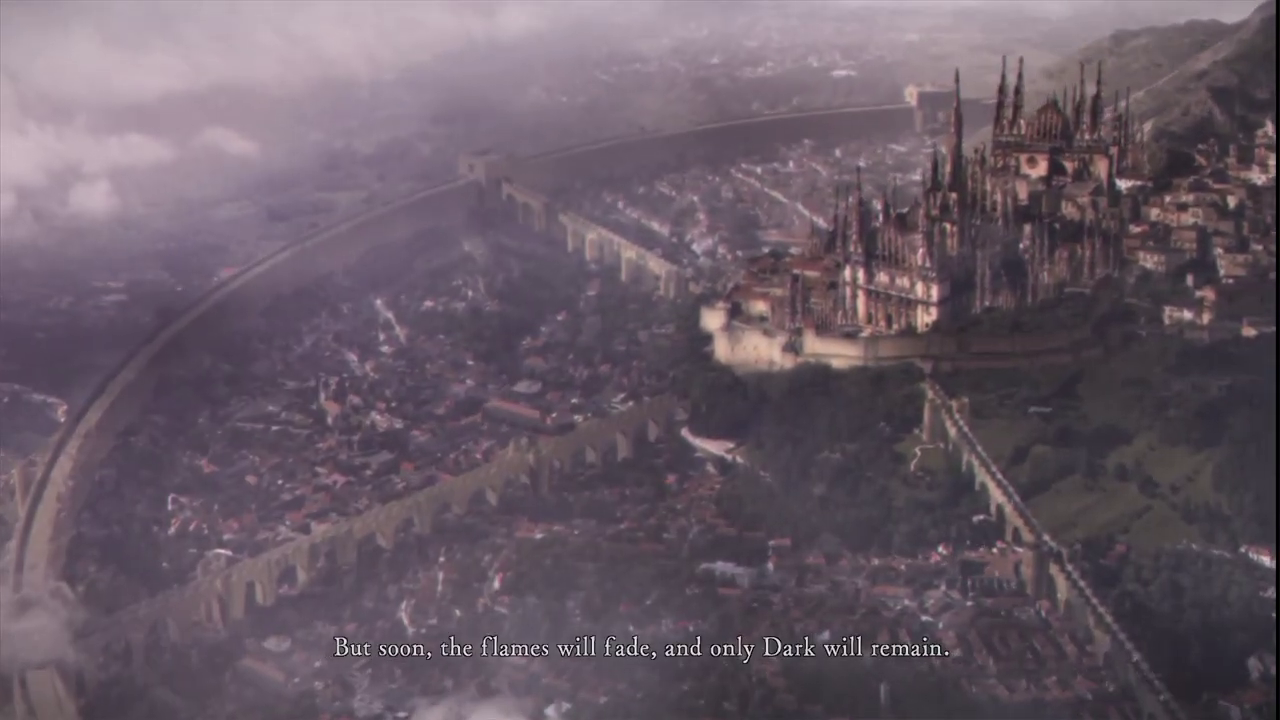 But soon, the flames will fade, and only Dark will remain.